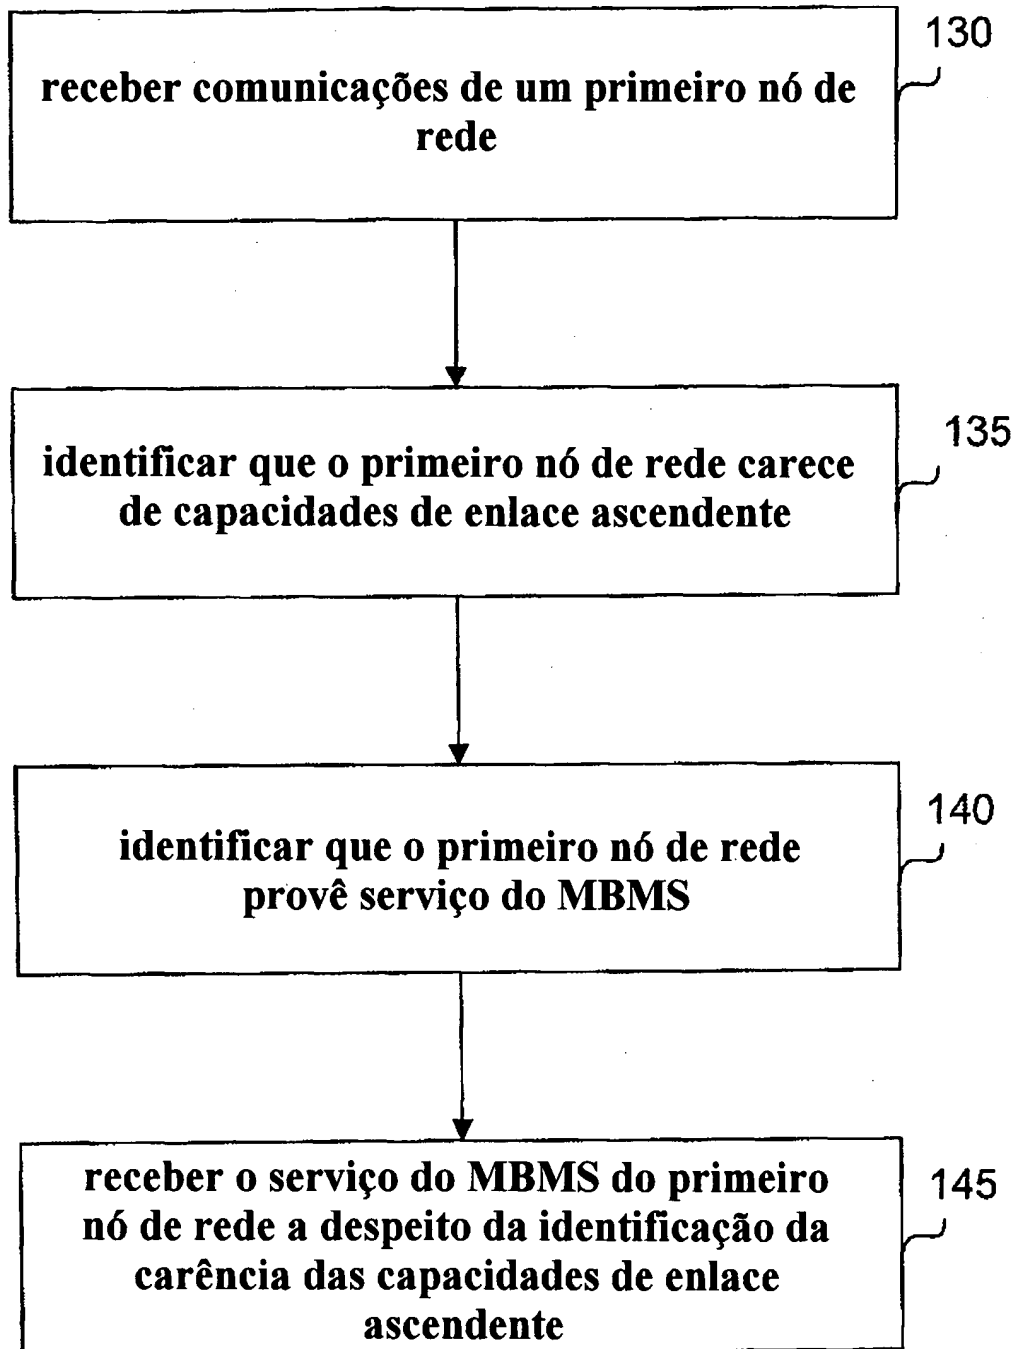 130
receber comunicações de um primeiro nó de
rede
135
identificar que o primeiro nó de rede carece
de capacidades de enlace ascendente
140
identificar que o primeiro nó de rede
provê serviço do MBMS
145
receber o serviço do MBMS do primeiro
nó de rede a despeito da identificação da
carência das capacidades de enlace
ascendente